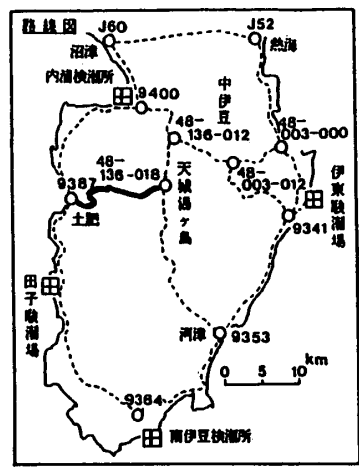 路線図
J60
J52
沼津
熱海
内浦検潮所
9400
中伊豆
48-
136-012
48-
003-000
48-
136-018
48-
003-012
伊東験潮場
9387
天城湯ヶ島
土肥
9341
田子験潮場
河津
9353
0 5 10
km
9364
南伊豆検潮所